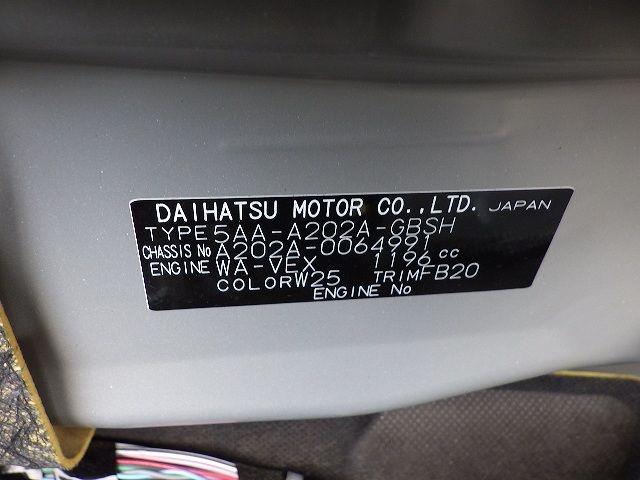 DAIHATSU MOTOR CO.,LTD. JAPAN
TYPE 5AA-A202A-GBSH
CHASSIS No A202A-0064991
ENGINE WA-VEX 1196 cc
COLOR W25 TRIM FB20
ENGINE No